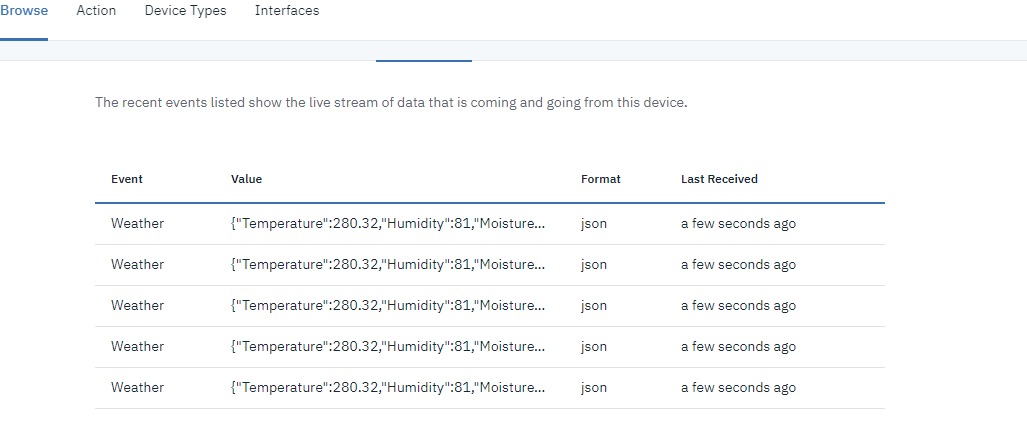 Browse Action Device Types Interfaces
The recent events listed show the live stream of data that is coming and going from this device.
Event Value Format Last Received
Weather {"Temperature":280.32,"Humidity":81,"Moisture... json a few seconds ago
Weather {"Temperature":280.32,"Humidity":81,"Moisture... json a few seconds ago
Weather {"Temperature":280.32,"Humidity":81,"Moisture... json a few seconds ago
Weather {"Temperature":280.32,"Humidity":81,"Moisture... json a few seconds ago
Weather {"Temperature":280.32,"Humidity":81,"Moisture... json a few seconds ago